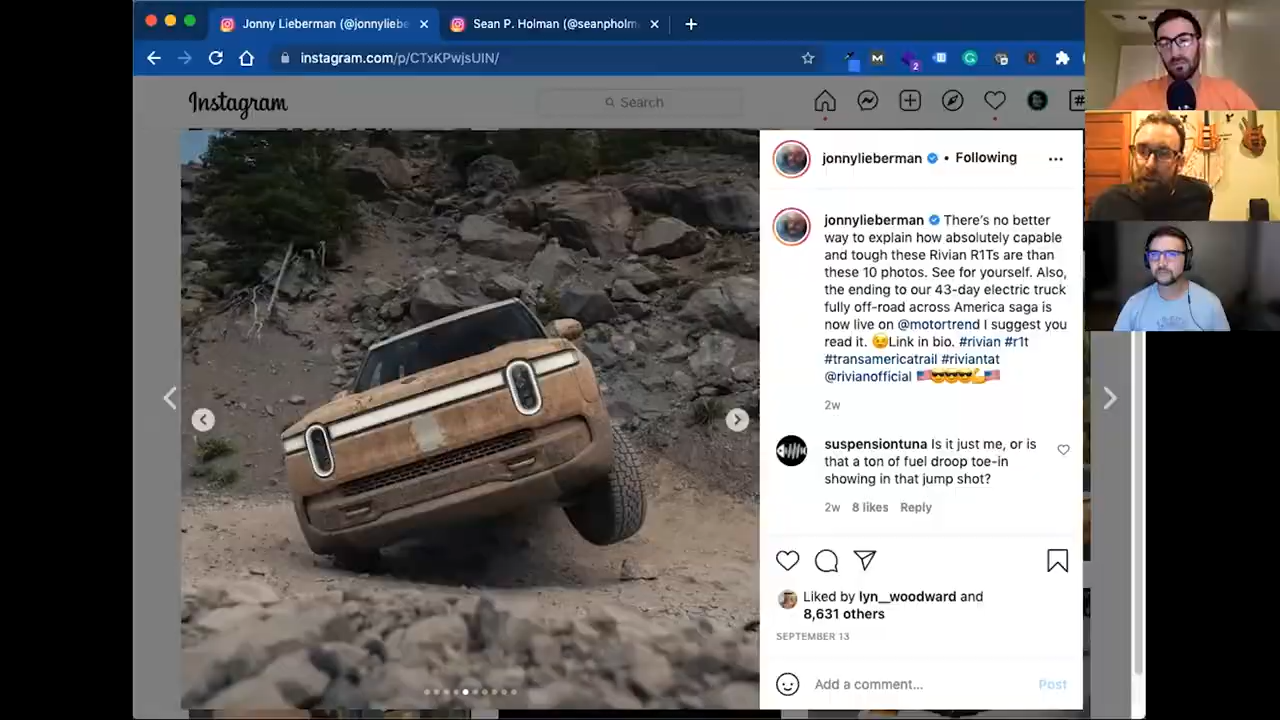 Jonny Lieberman (@jonnyliebe
Sean P. Holman (@seanpholm
instagram.com/p/CTxKPwjsUIN/
M
2
G
K
Instagram
Search
#
jonnylieberman • Following
jonnylieberman There's no better
way to explain how absolutely capable
and tough these Rivian R1Ts are than
these 10 photos. See for yourself. Also,
the ending to our 43-day electric truck
fully off-road across America saga is
now live on @motortrend I suggest you
read it. 😉Link in bio. #rivian #r1t
#transamericatrail #riviantat
@rivianofficial 🇺🇸😎😎😎💪🇺🇸
2w
suspensiontuna Is it just me, or is
that a ton of fuel droop toe-in
showing in that jump shot?
2w 8 likes Reply
Liked by lyn__woodward and
8,631 others
SEPTEMBER 13
Add a comment... Post